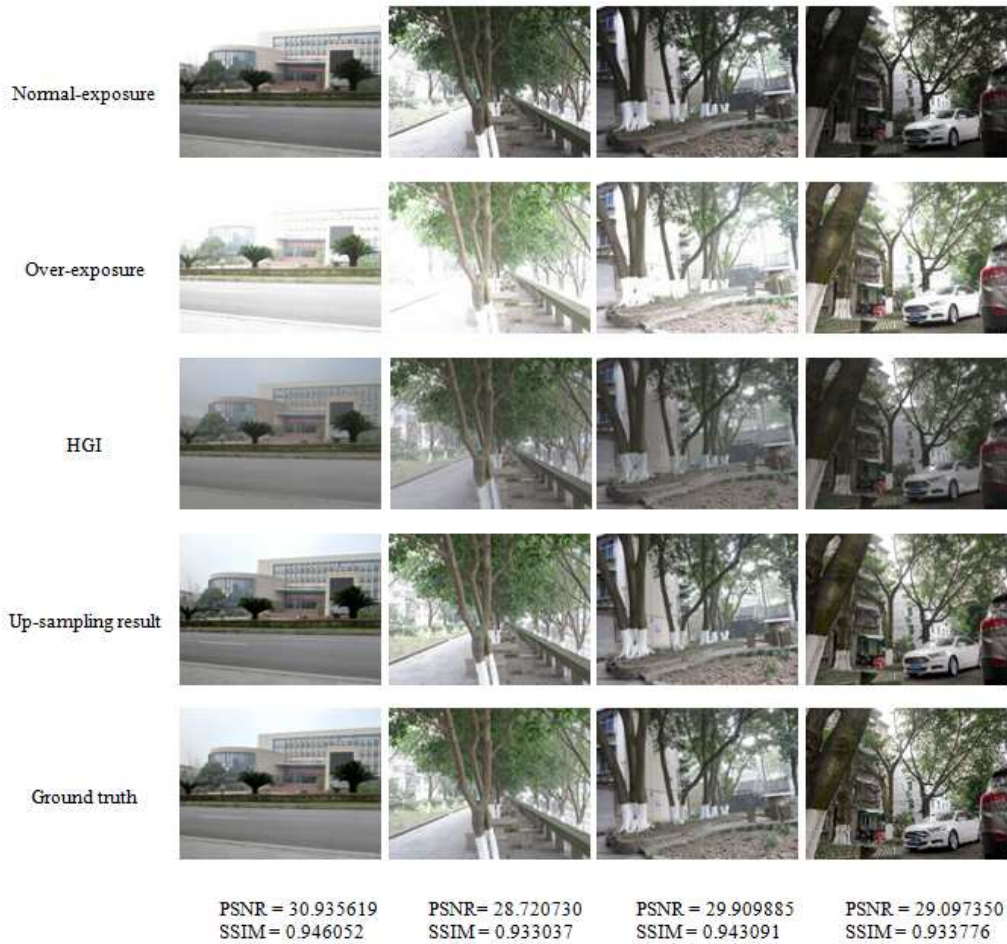 Normal-exposure
Over-exposure
HGI
Up-sampling result
Ground truth
PSNR = 30.935619
SSIM = 0.946052
PSNR= 28.720730
SSIM = 0.933037
PSNR = 29.909885
SSIM = 0.943091
PSNR = 29.097350
SSIM = 0.933776